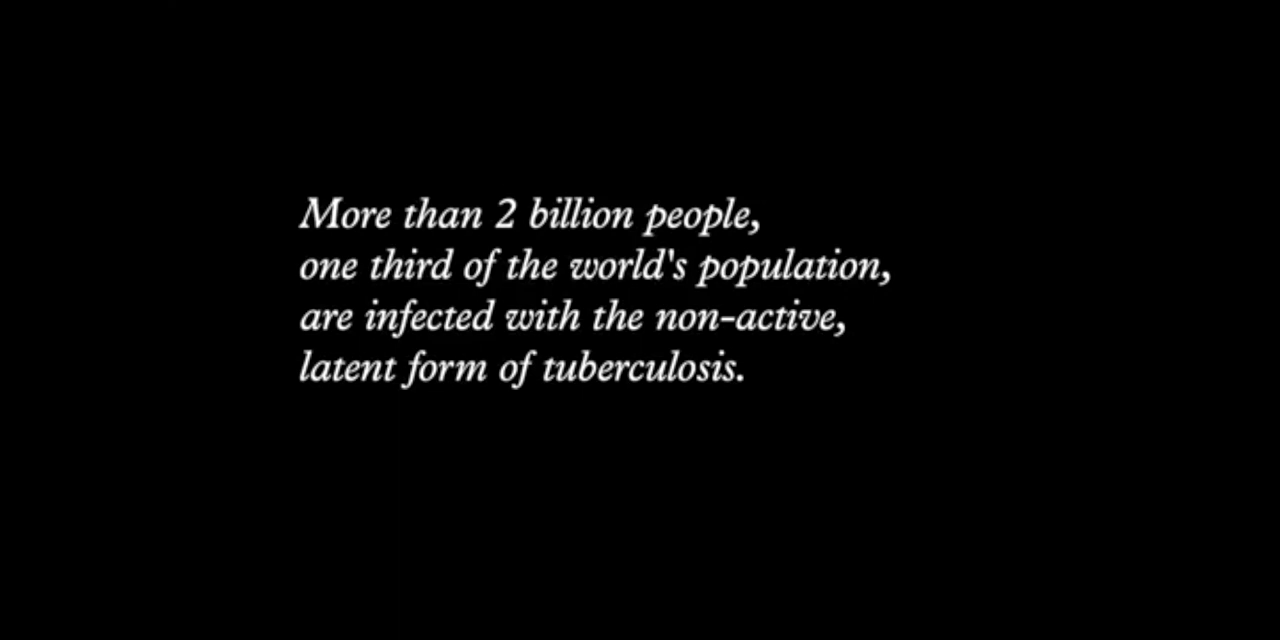 More than 2 billion people,
one third of the world's population,
are infected with the non-active,
latent form of tuberculosis.